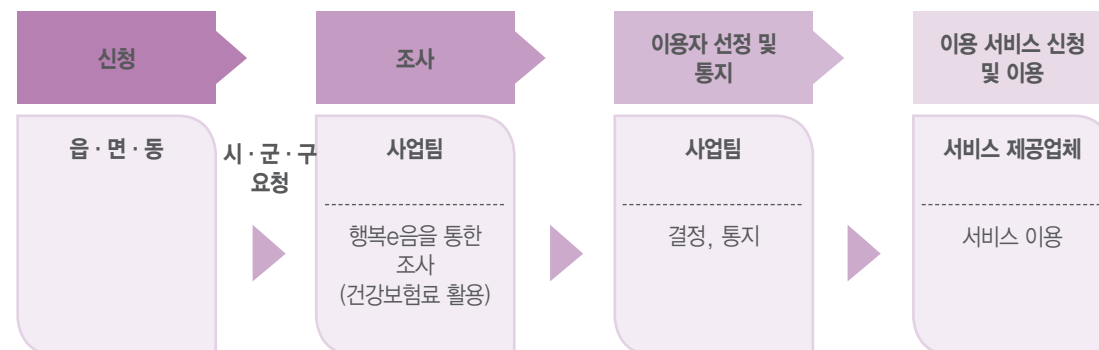 신청
조사
이용자 선정 및
통지
이용 서비스 신청
및 이용
읍·면·동
시·군·구
요청
사업팀
행복e음을 통한
조사
(건강보험료 활용)
사업팀
결정, 통지
서비스 제공업체
서비스 이용